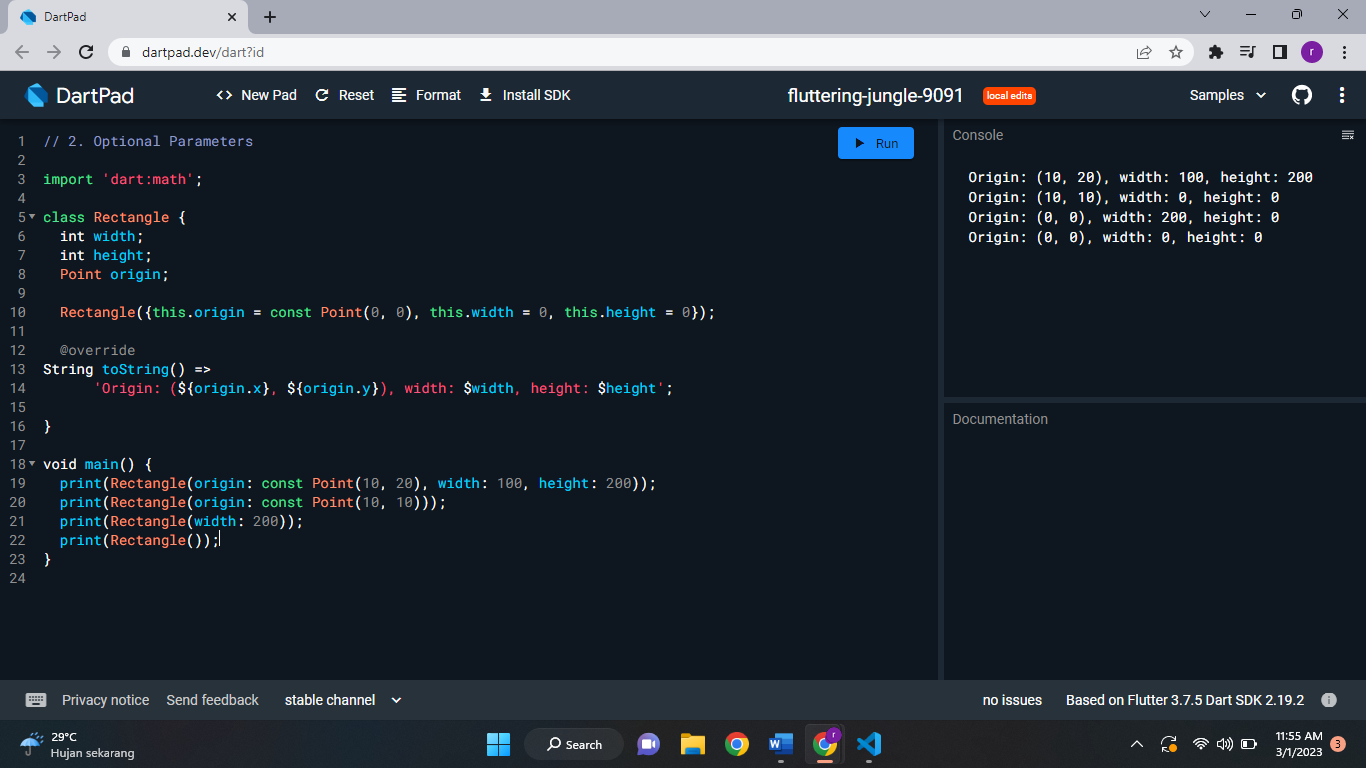 DartPad
dartpad.dev/dart?id
r
DartPad
<> New Pad
Reset
Format
Install SDK
fluttering-jungle-9091
local edits
Samples
Run
1 // 2. Optional Parameters
2
3 import 'dart:math';
4
5 class Rectangle {
6 int width;
7 int height;
8 Point origin;
9
10 Rectangle({this.origin = const Point(0, 0), this.width = 0, this.height = 0});
11
12 @override
13 String toString() =>
14 'Origin: (${origin.x}, ${origin.y}), width: $width, height: $height';
15
16 }
17
18 void main() {
19 print(Rectangle(origin: const Point(10, 20), width: 100, height: 200));
20 print(Rectangle(origin: const Point(10, 10)));
21 print(Rectangle(width: 200));
22 print(Rectangle());
23 }
24
Console
Origin: (10, 20), width: 100, height: 200
Origin: (10, 10), width: 0, height: 0
Origin: (0, 0), width: 200, height: 0
Origin: (0, 0), width: 0, height: 0
Documentation
Privacy notice
Send feedback
stable channel
no issues
Based on Flutter 3.7.5 Dart SDK 2.19.2
i
29°C
Hujan sekarang
Search
W
r
11:55 AM
3/1/2023
3